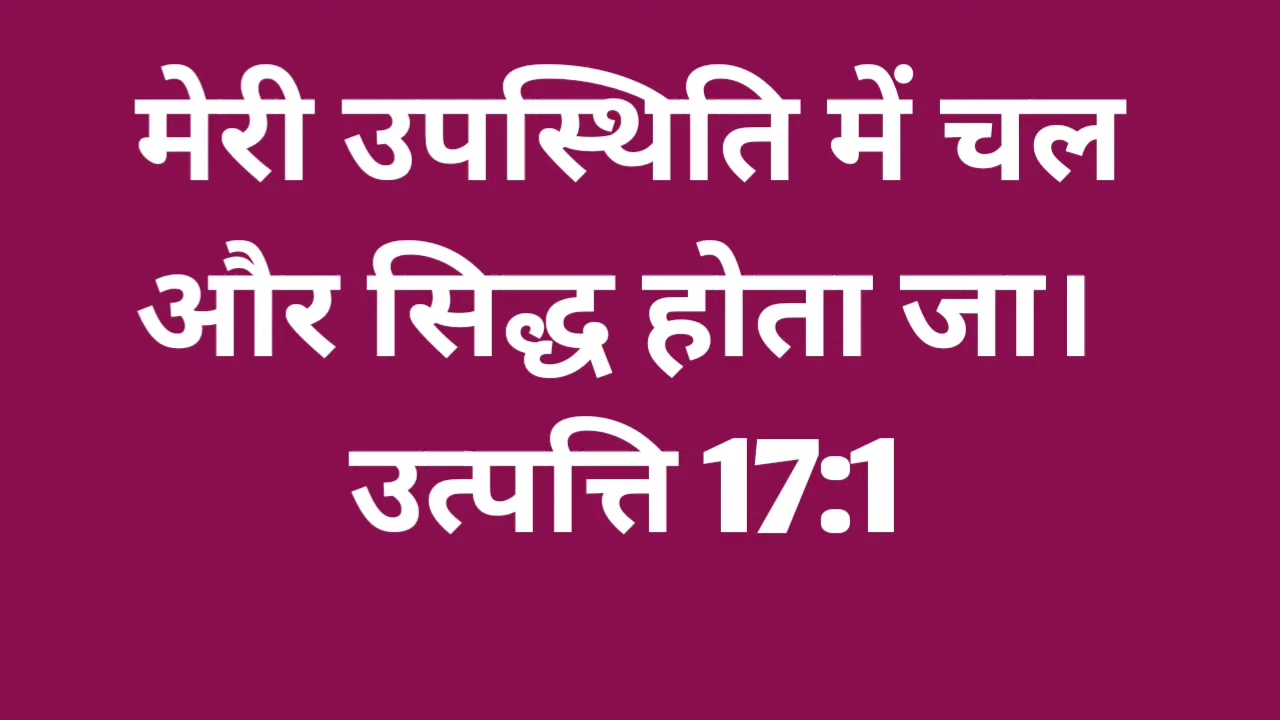 मेरी उपस्थिति में चल
और सिद्ध होता जा।
उत्पत्ति 17:1